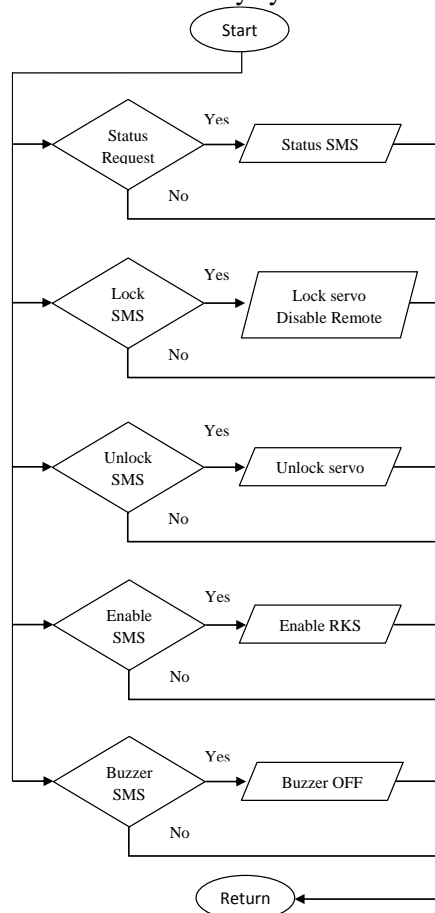 Start
Yes
Status
Request
Status SMS
No
Yes
Lock
SMS
Lock servo
Disable Remote
No
Yes
Unlock
SMS
Unlock servo
No
Yes
Enable
SMS
Enable RKS
No
Yes
Buzzer
SMS
Buzzer OFF
No
Return